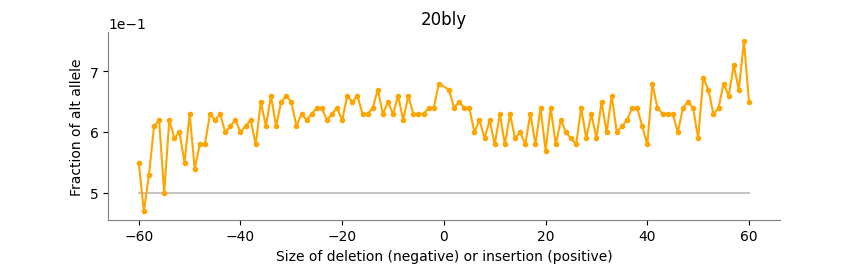 20bly
1e−1
7
6
5
Fraction of alt allele
−60 −40 −20 0 20 40 60
Size of deletion (negative) or insertion (positive)